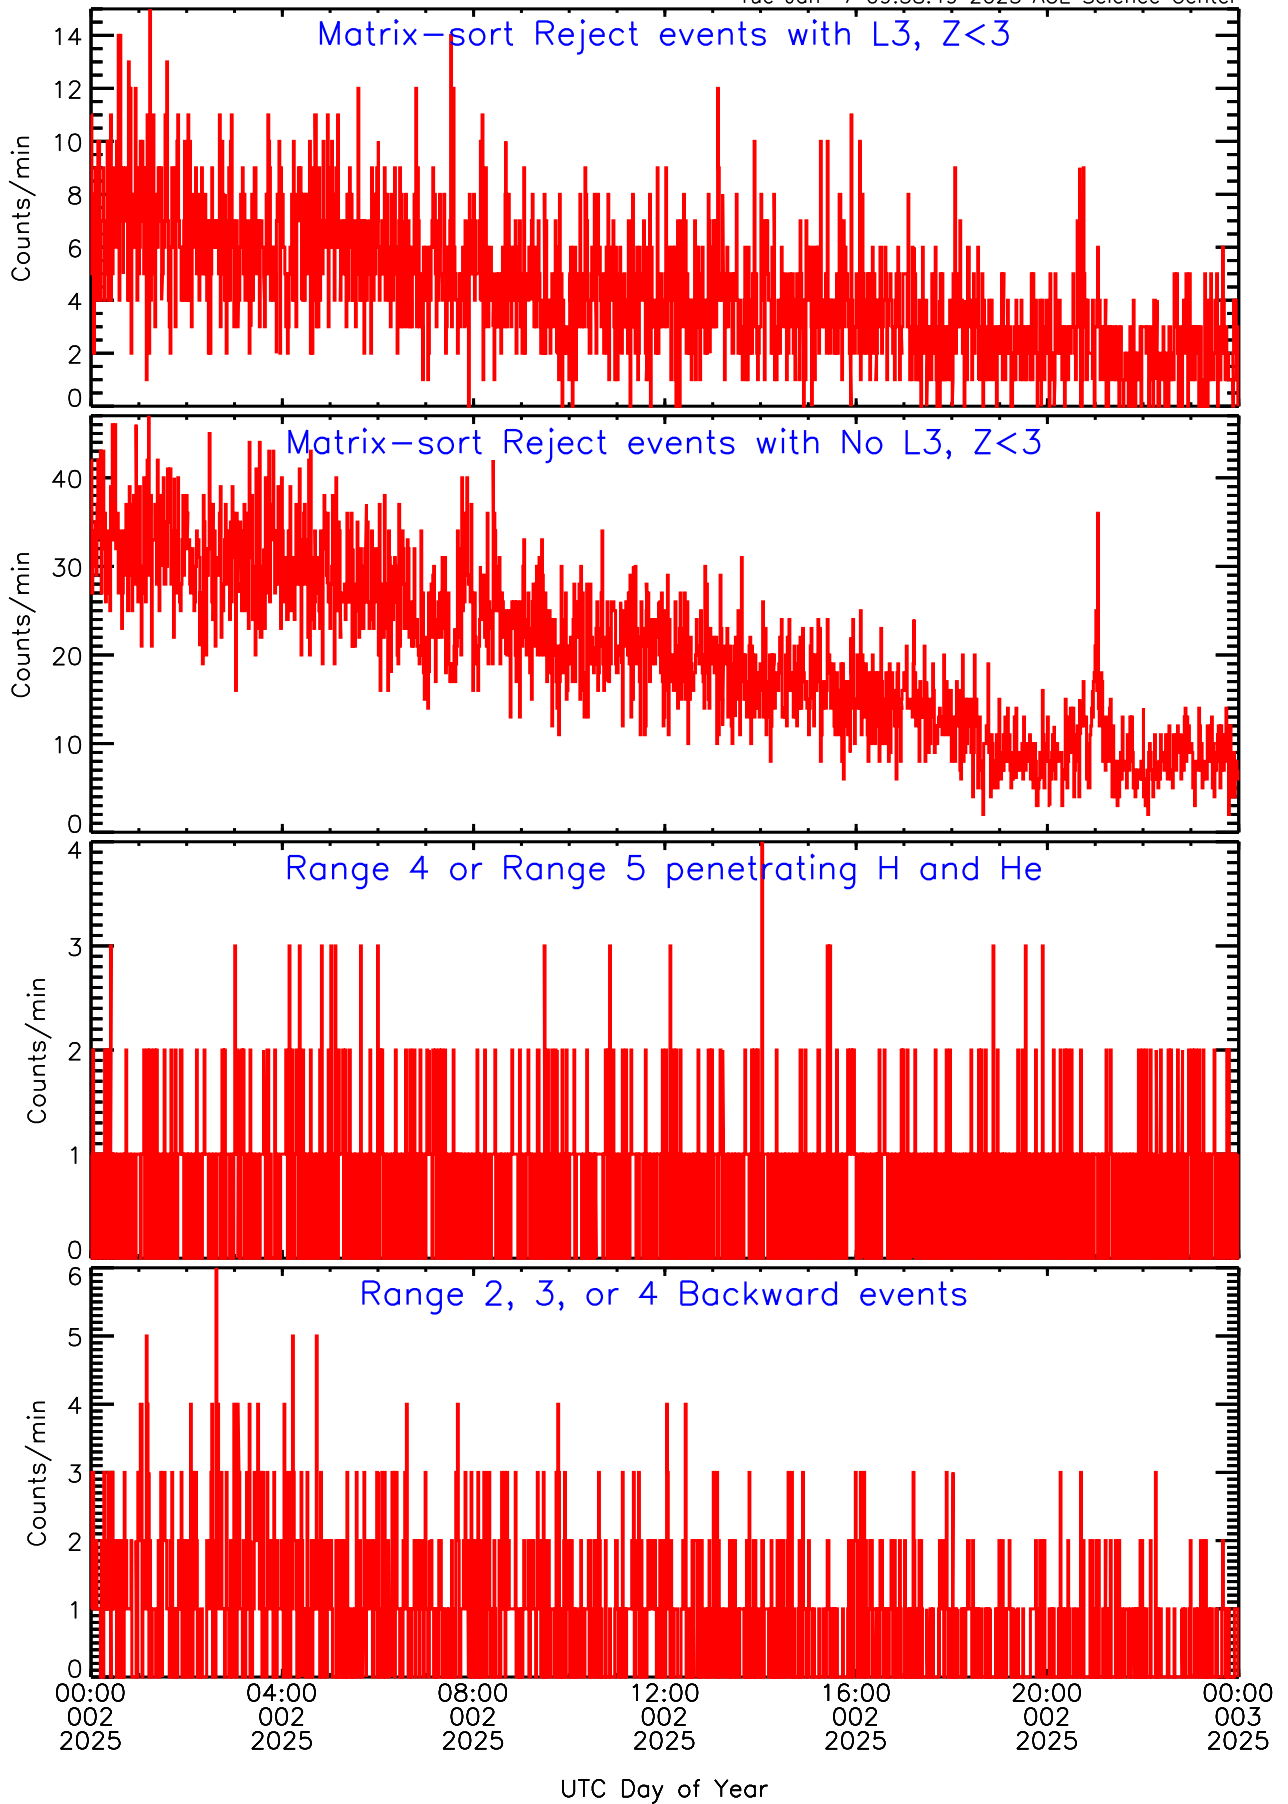 Matrix-sort Reject events with L3, Z<3
14
12
10
8
6
4
2
0
Counts/min
Matrix-sort Reject events with No L3, Z<3
40
30
20
10
0
Counts/min
Range 4 or Range 5 penetrating H and He
4
3
2
1
0
Counts/min
Range 2, 3, or 4 Backward events
6
5
4
3
2
1
0
Counts/min
00:00 04:00 08:00 12:00 16:00 20:00 00:00
002 002 002 002 002 002 003
2025 2025 2025 2025 2025 2025 2025
UTC Day of Year